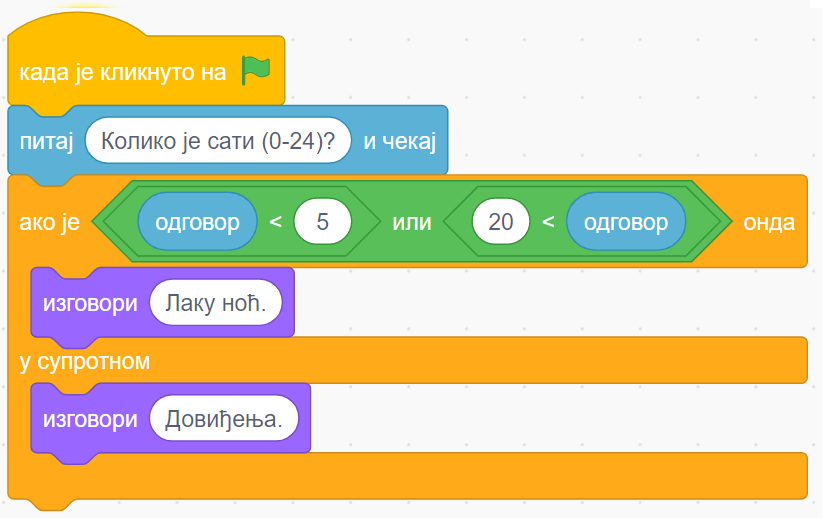 када је кликнуто на
питај Колико је сати (0-24)? и чекај
ако је одговор < 5 или 20 < одговор онда
изговори Лаку ноћ.
у супротном
изговори Довиђења.